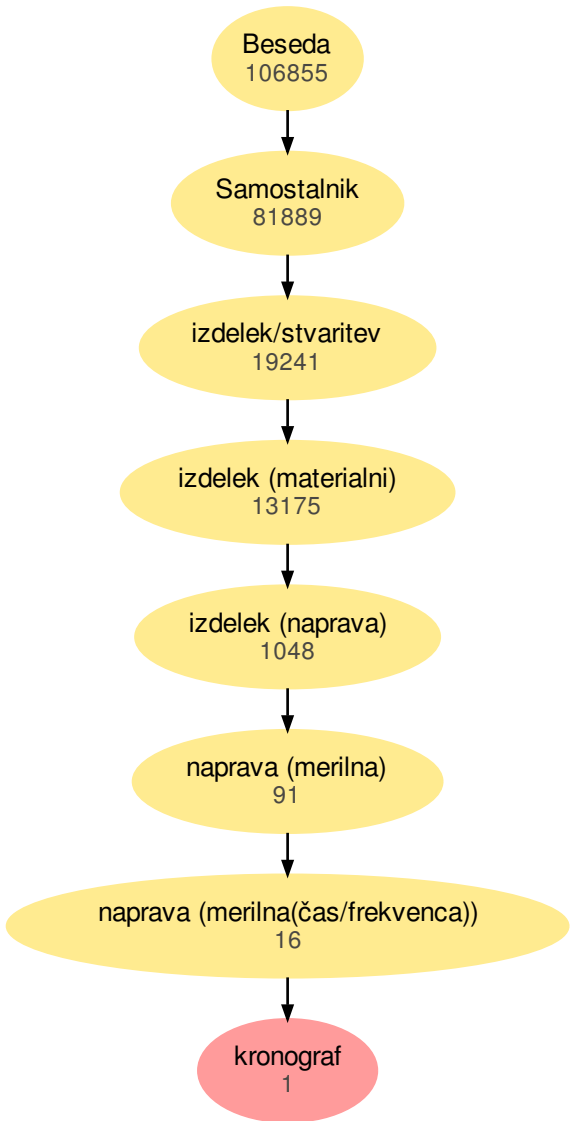 Beseda
106855
Samostalnik
81889
izdelek/stvaritev
19241
izdelek (materialni)
13175
izdelek (naprava)
1048
naprava (merilna)
91
naprava (merilna(čas/frekvenca))
16
kronograf
1